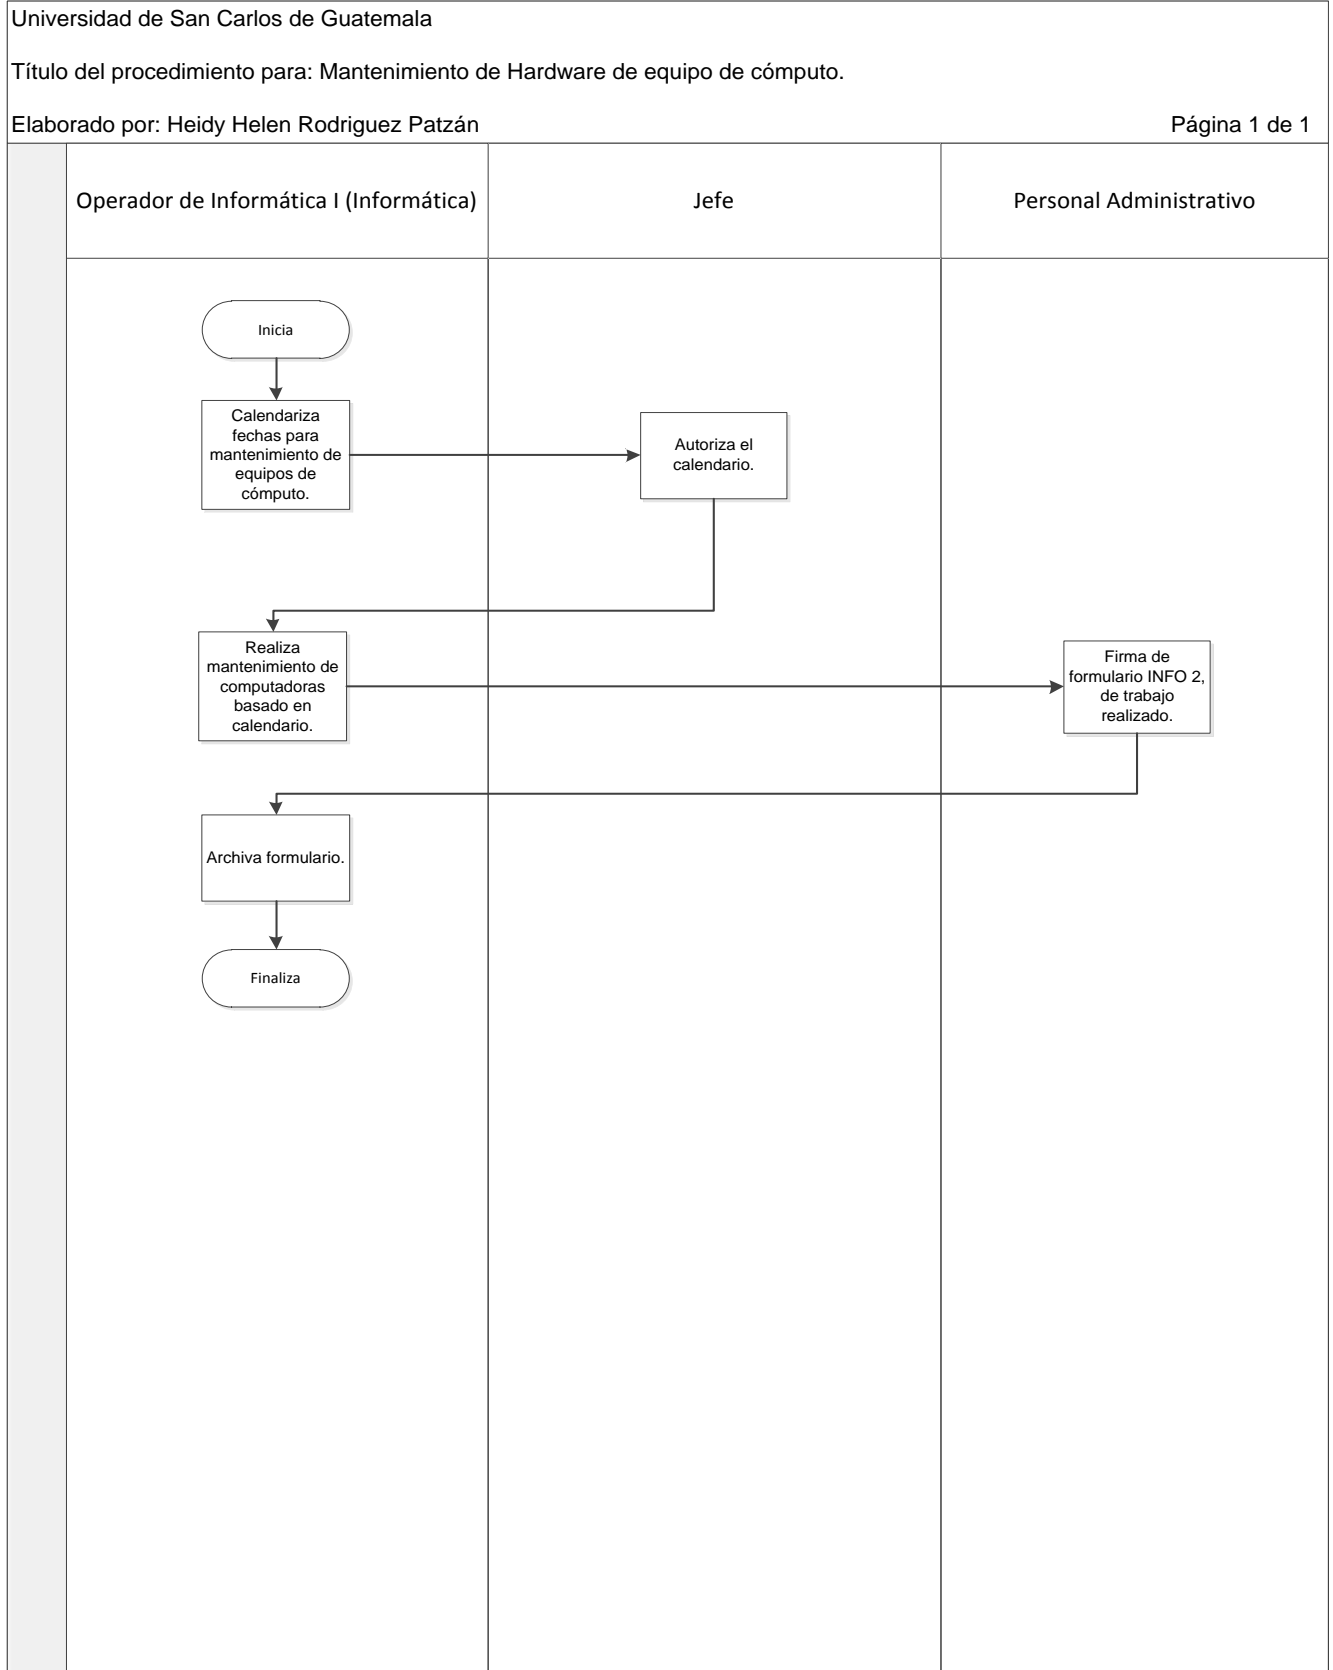 Universidad de San Carlos de Guatemala
Título del procedimiento para: Mantenimiento de Hardware de equipo de cómputo.
Elaborado por: Heidy Helen Rodriguez Patzán
Página 1 de 1
Operador de Informática I (Informática)
Jefe
Personal Administrativo
Inicia
Calendariza
fechas para
mantenimiento de
equipos de
cómputo.
Autoriza el
calendario.
Realiza
mantenimiento de
computadoras
basado en
calendario.
Firma de
formulario INFO 2,
de trabajo
realizado.
Archiva formulario.
Finaliza